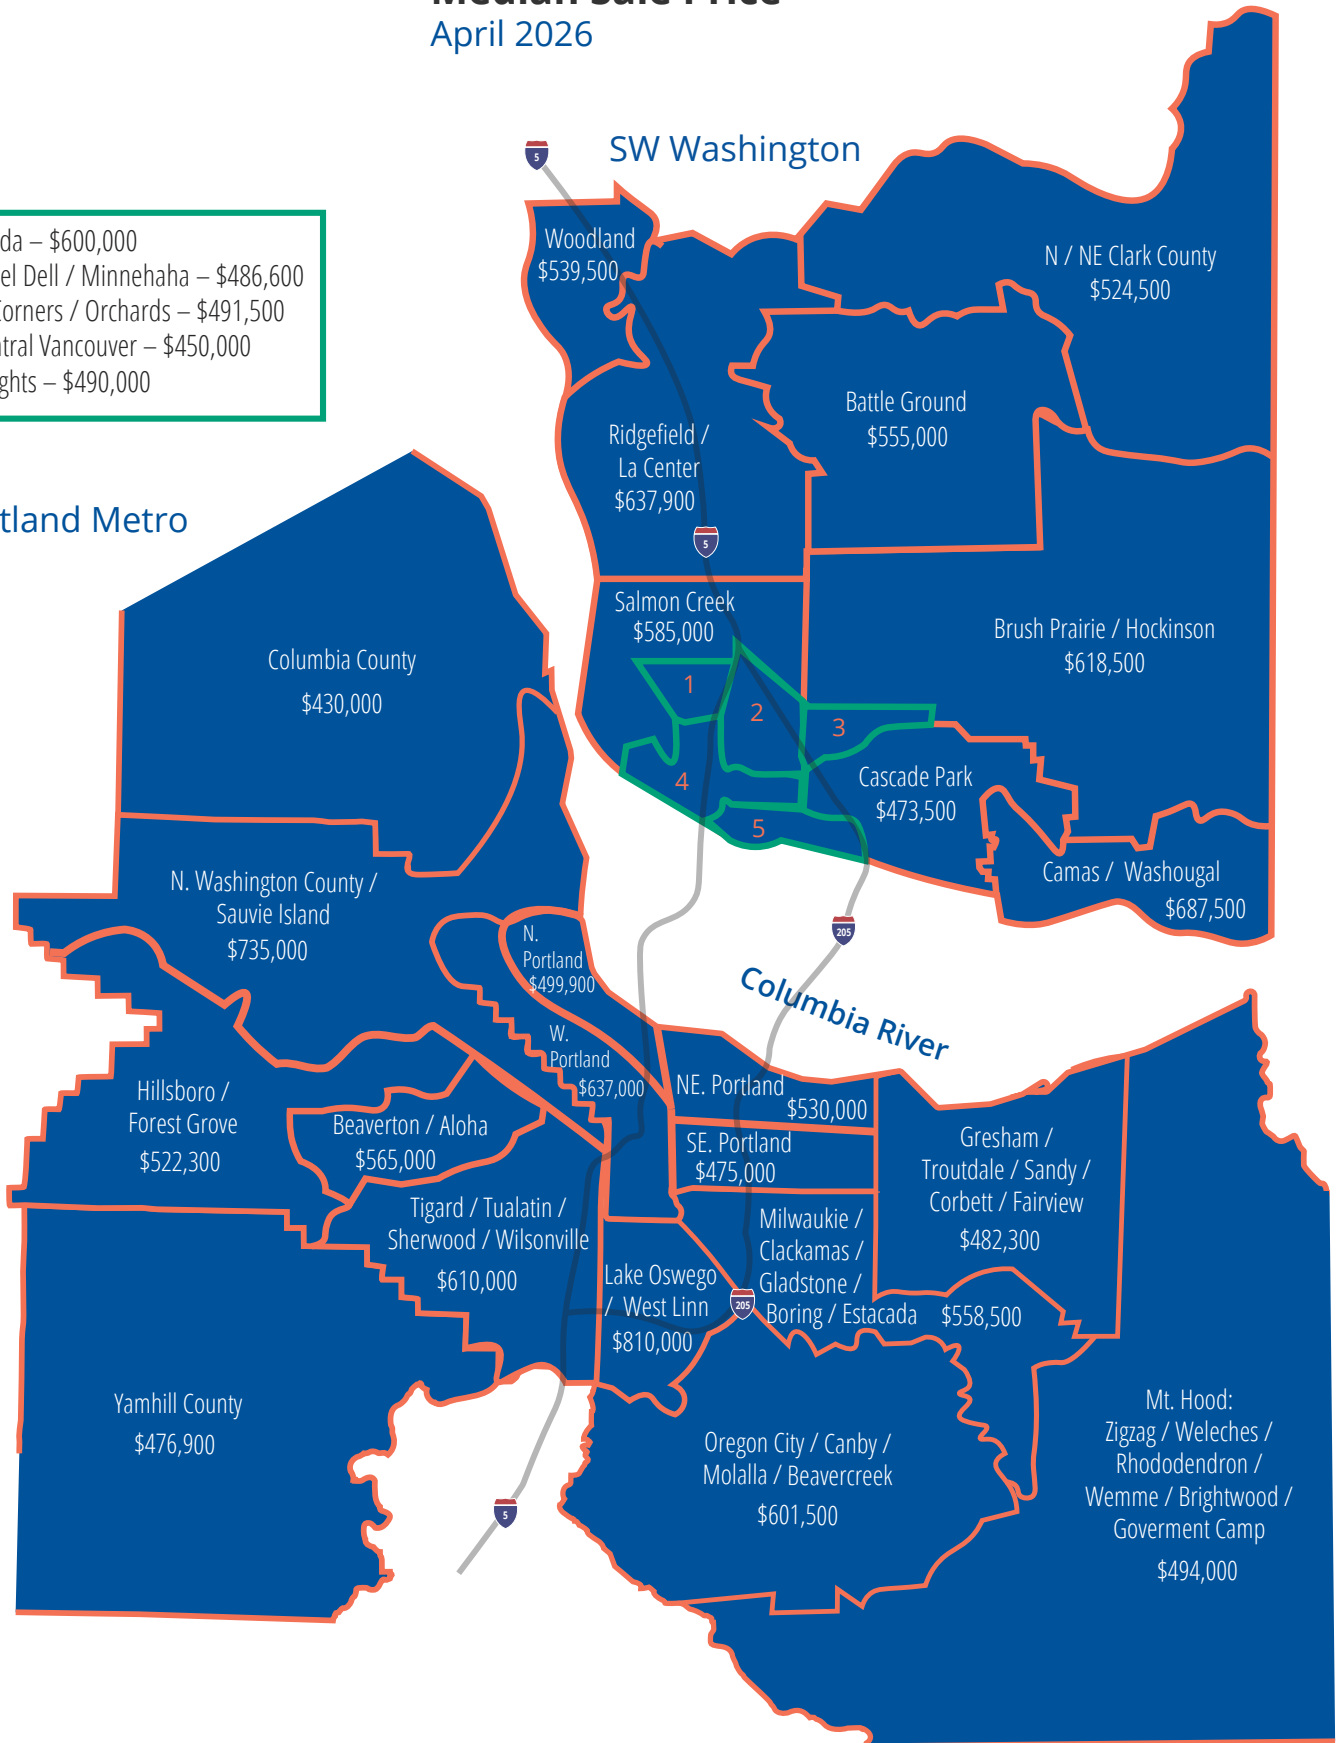 Median Sale Price
April 2026
SW Washington
da – $600,000
el Dell / Minnehaha – $486,600
Corners / Orchards – $491,500
ntral Vancouver – $450,000
ghts – $490,000
tland Metro
5
Woodland
$539,500
N / NE Clark County
$524,500
Battle Ground
$555,000
Ridgefield /
La Center
$637,900
5
Salmon Creek
$585,000
Brush Prairie / Hockinson
$618,500
1
2
3
4
5
Cascade Park
$473,500
Camas / Washougal
$687,500
205
Columbia River
Columbia County
$430,000
N. Washington County /
Sauvie Island
$735,000
N.
Portland
$499,900
W.
Portland
$637,000
NE. Portland
$530,000
SE. Portland
$475,000
Hillsboro /
Forest Grove
$522,300
Beaverton / Aloha
$565,000
Gresham /
Troutdale / Sandy /
Corbett / Fairview
$482,300
Tigard / Tualatin /
Sherwood / Wilsonville
$610,000
Lake Oswego
/ West Linn
$810,000
205
Milwaukie /
Clackamas /
Gladstone /
Boring / Estacada
$558,500
Yamhill County
$476,900
5
Oregon City / Canby /
Molalla / Beavercreek
$601,500
Mt. Hood:
Zigzag / Weleches /
Rhododendron /
Wemme / Brightwood /
Goverment Camp
$494,000